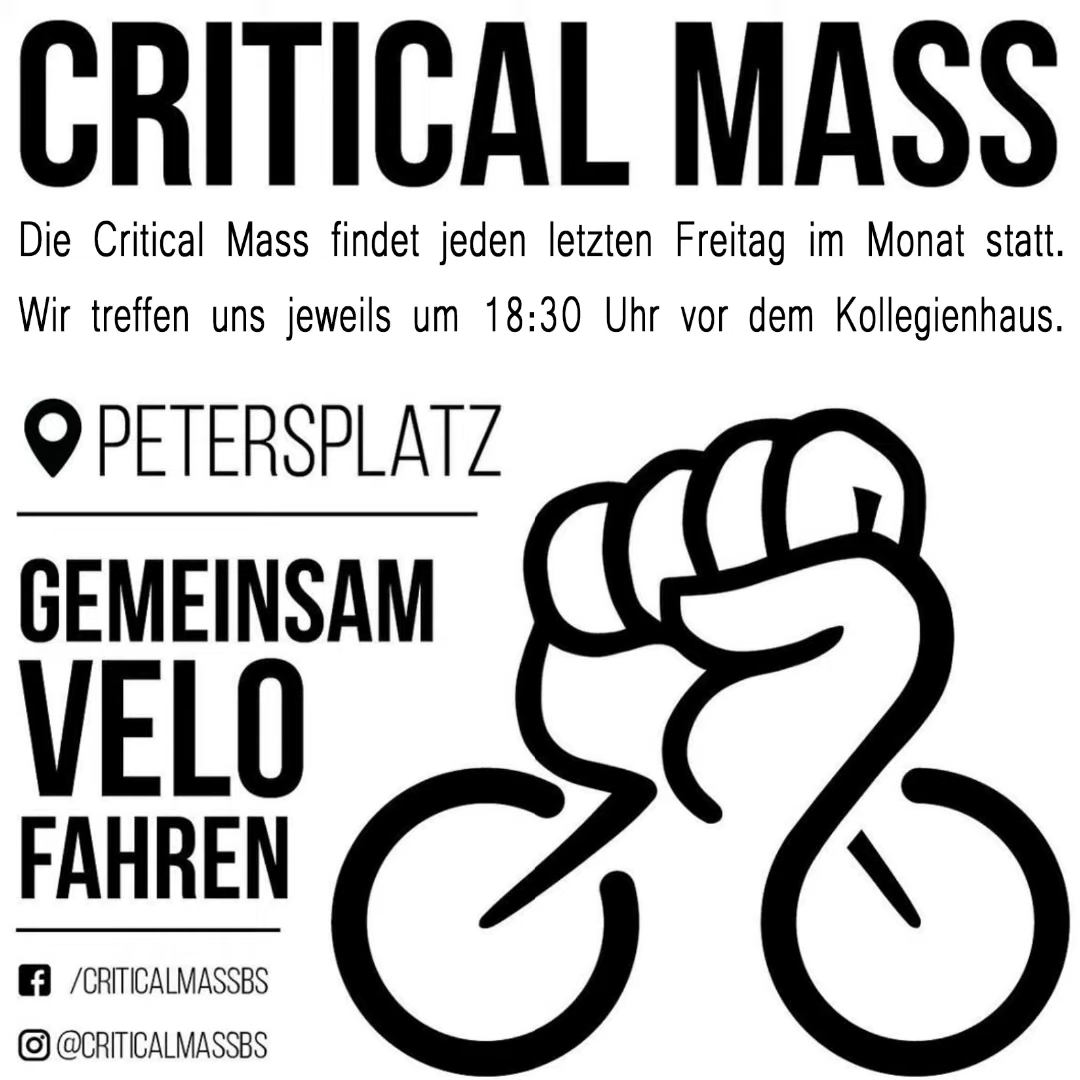 CRITICAL MASS
Die Critical Mass findet jeden letzten Freitag im Monat statt.
Wir treffen uns jeweils um 18:30 Uhr vor dem Kollegienhaus.
PETERSPLATZ
GEMEINSAM
VELO
FAHREN
/CRITICALMASSBS
@CRITICALMASSBS